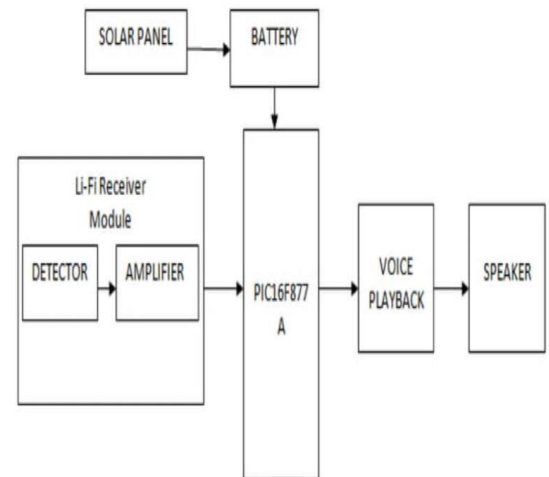 SOLAR PANEL
BATTERY
Li-Fi Receiver
Module
DETECTOR
AMPLIFIER
PIC16F877
A
VOICE
PLAYBACK
SPEAKER